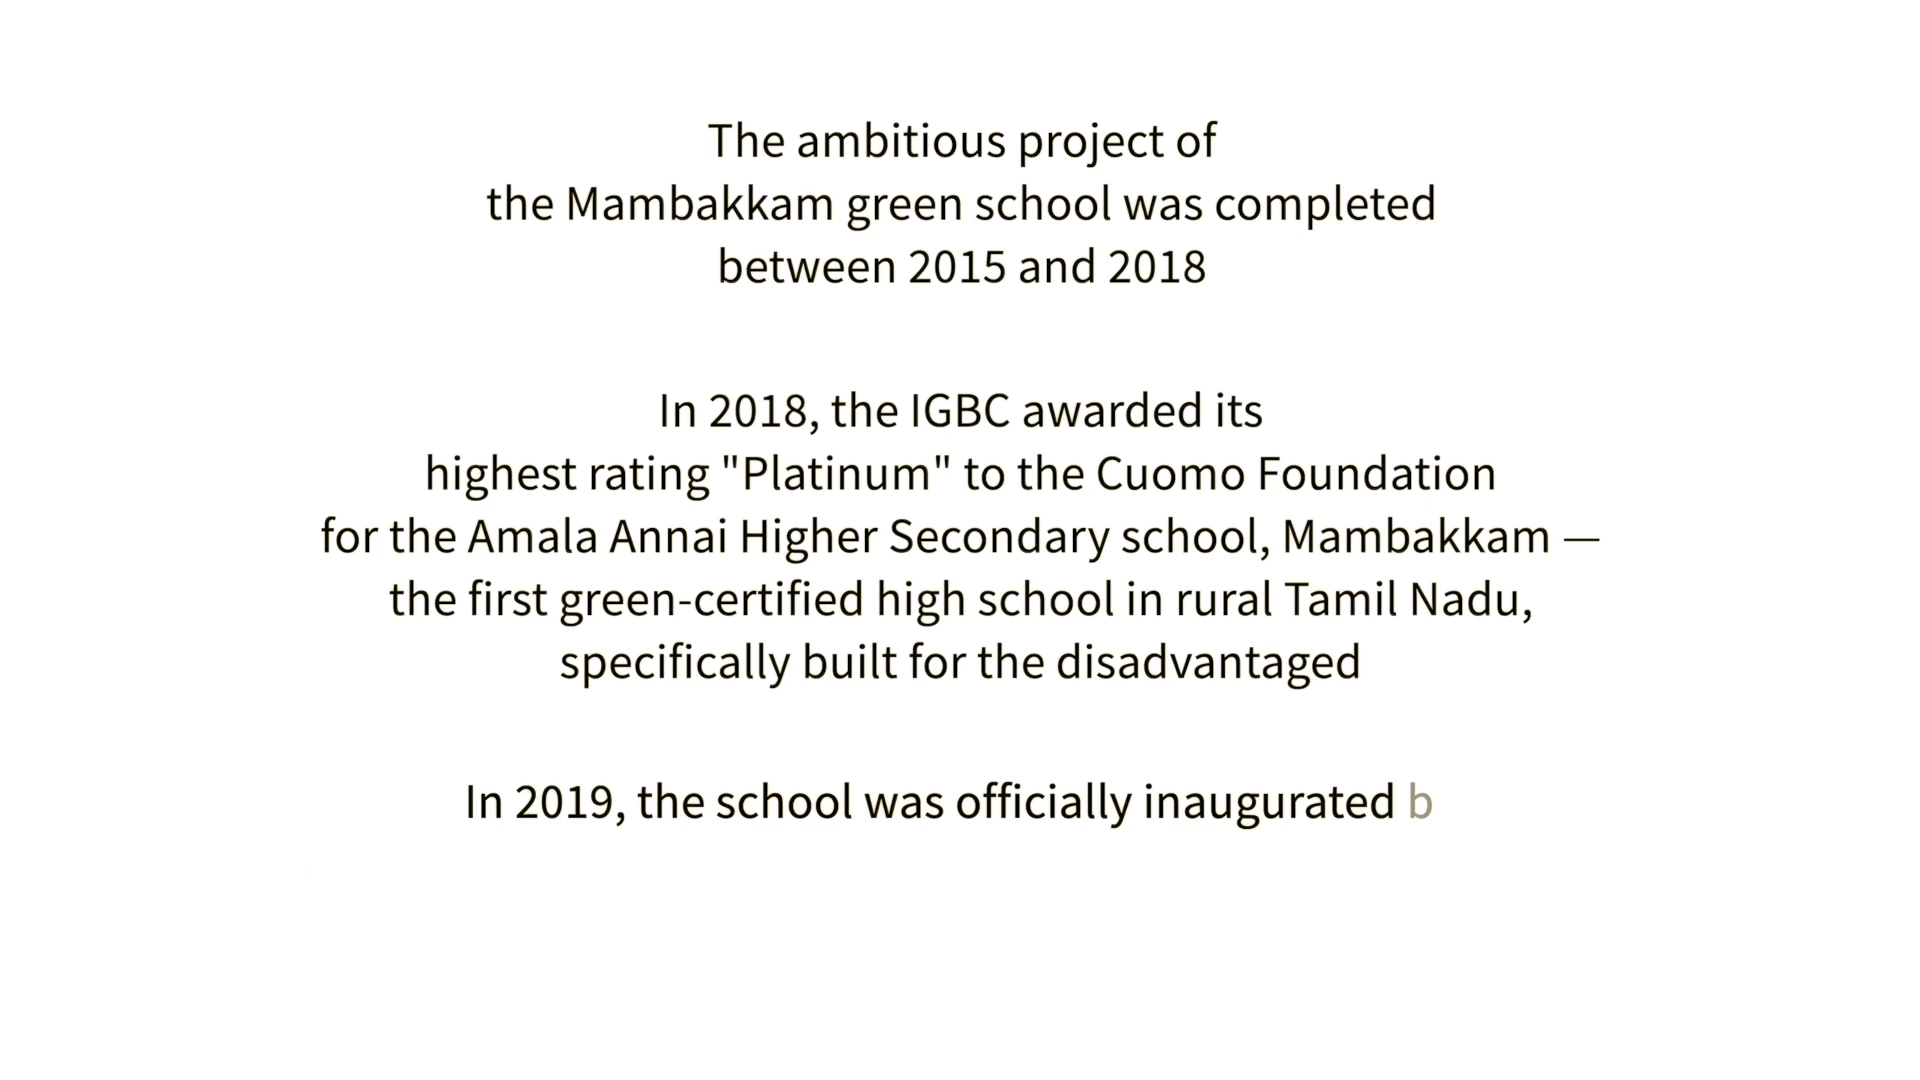 The ambitious project of
the Mambakkam green school was completed
between 2015 and 2018
In 2018, the IGBC awarded its
highest rating "Platinum" to the Cuomo Foundation
for the Amala Annai Higher Secondary school, Mambakkam —
the first green-certified high school in rural Tamil Nadu,
specifically built for the disadvantaged
In 2019, the school was officially inaugurated b